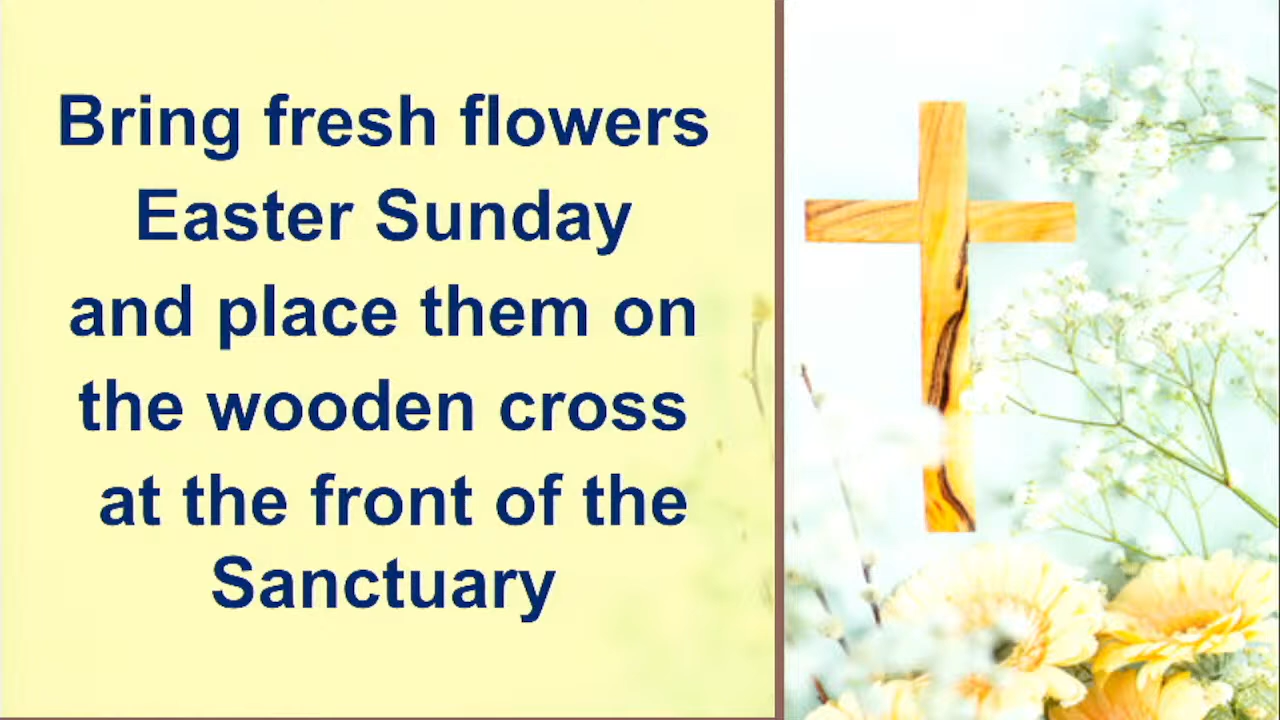 Bring fresh flowers
Easter Sunday
and place them on
the wooden cross
at the front of the
Sanctuary